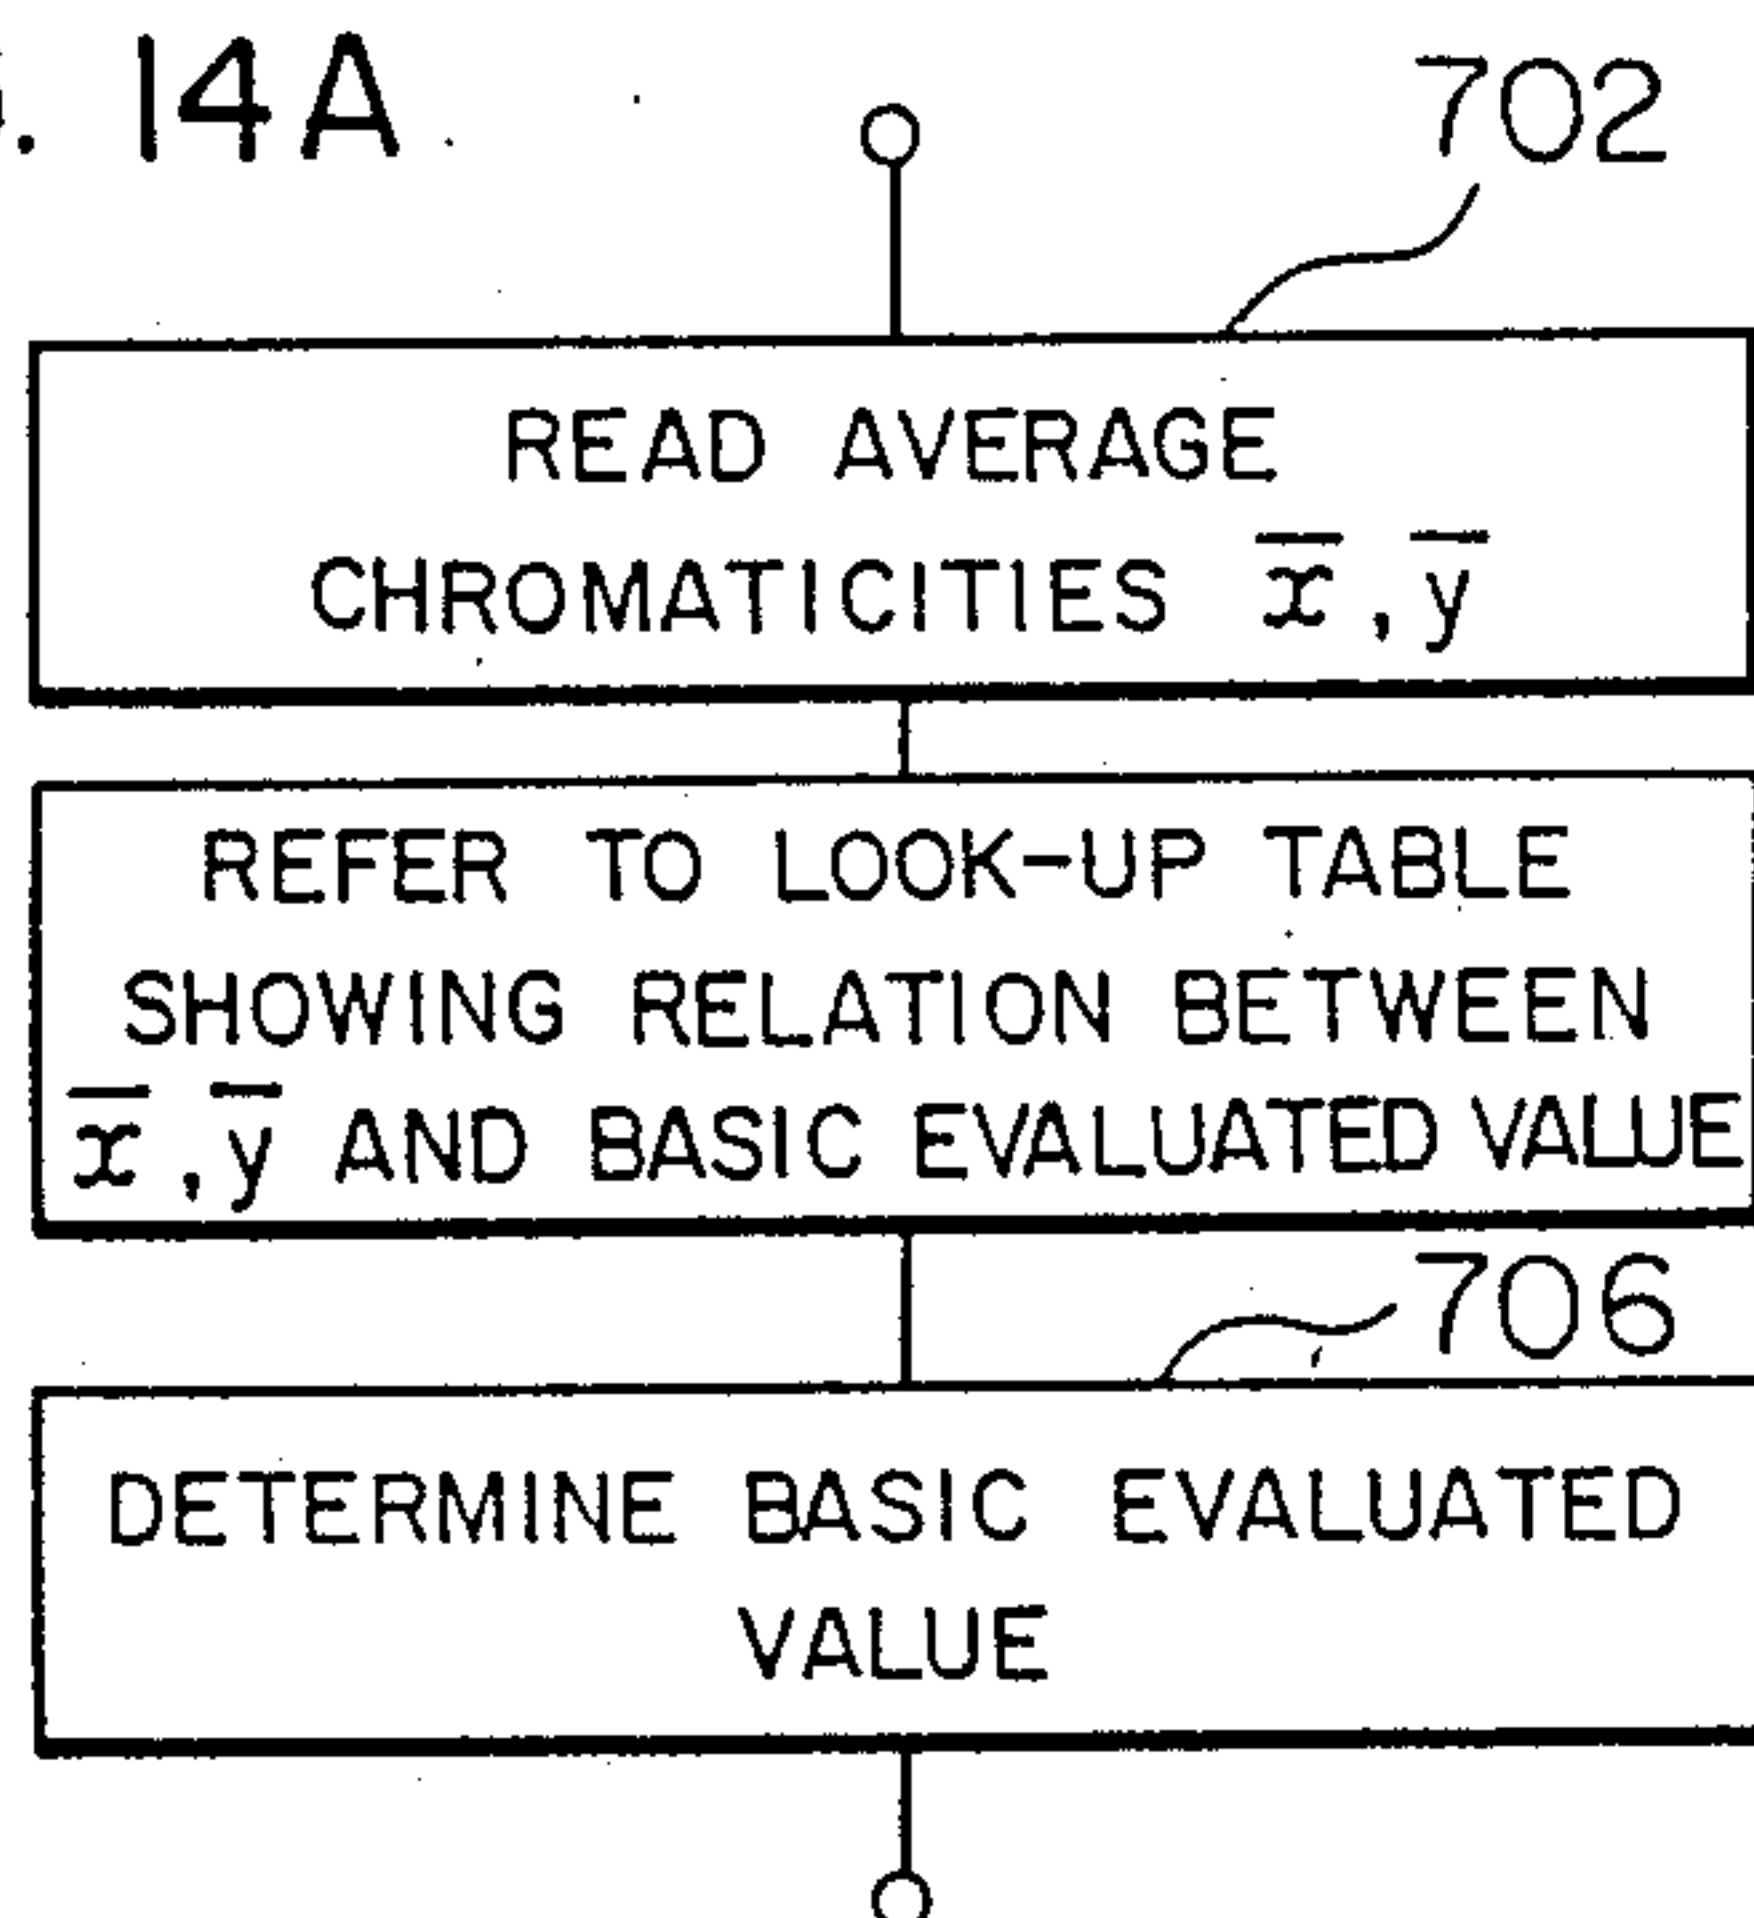 . 14A
702
READ AVERAGE
CHROMATICITIES x̅, y̅
REFER TO LOOK-UP TABLE
SHOWING RELATION BETWEEN
x̅, y̅ AND BASIC EVALUATED VALUE
706
DETERMINE BASIC EVALUATED
VALUE